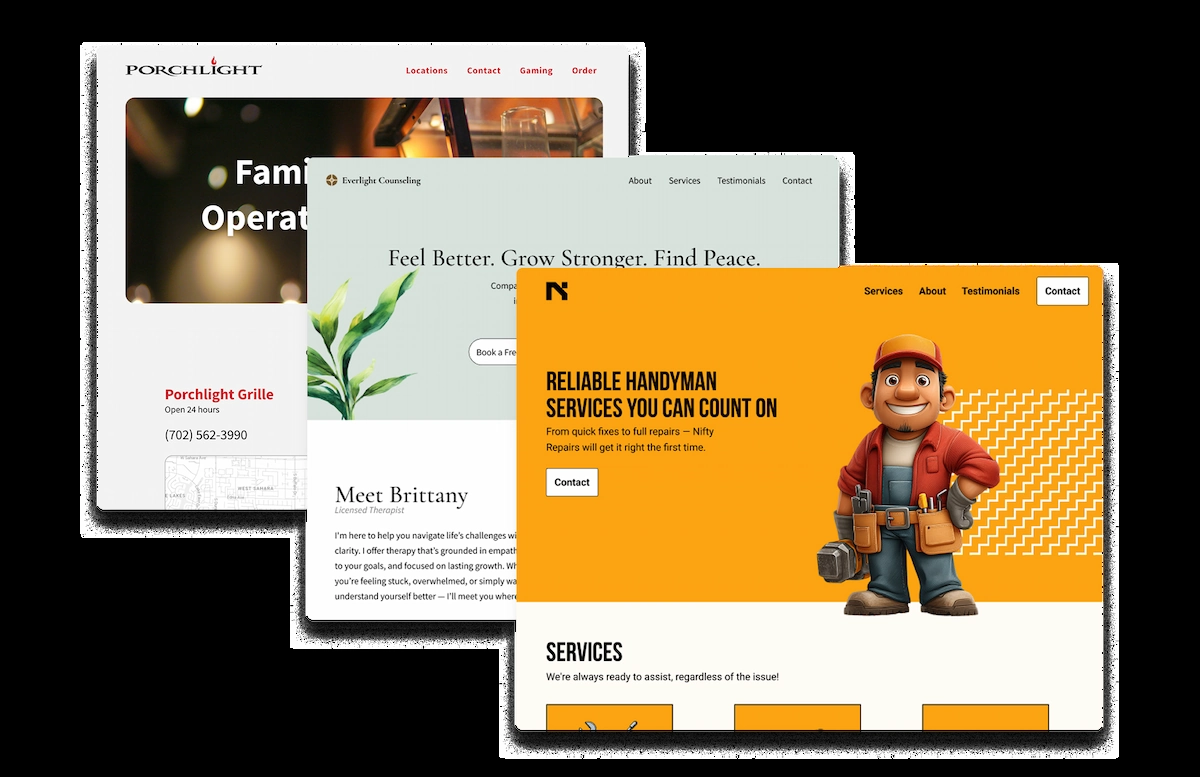 PORCHLIGHT
Locations Contact Gaming Order
Fami
Operat
Porchlight Grille
Open 24 hours
(702) 562-3990
WEST SAHARA
E LAKES
Everlight Counseling
About Services Testimonials Contact
Feel Better. Grow Stronger. Find Peace.
Compa
Book a Fre
Meet Brittany
Licensed Therapist
I'm here to help you navigate life's challenges wi
clarity. I offer therapy that's grounded in empath
to your goals, and focused on lasting growth. Wh
you're feeling stuck, overwhelmed, or simply wa
understand yourself better — I'll meet you where
N
Services About Testimonials Contact
RELIABLE HANDYMAN
SERVICES YOU CAN COUNT ON
From quick fixes to full repairs — Nifty
Repairs will get it right the first time.
Contact
SERVICES
We're always ready to assist, regardless of the issue!